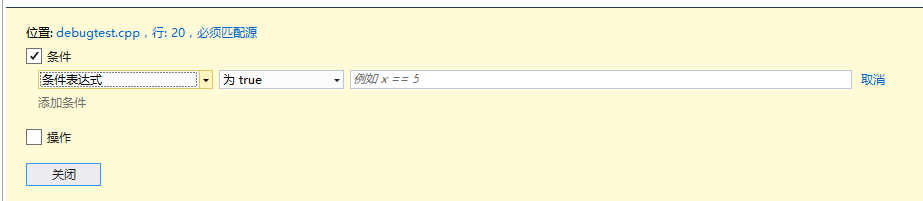 位置: debugtest.cpp，行: 20，必须匹配源
条件
条件表达式 为 true 例如 x == 5 取消
添加条件
操作
关闭